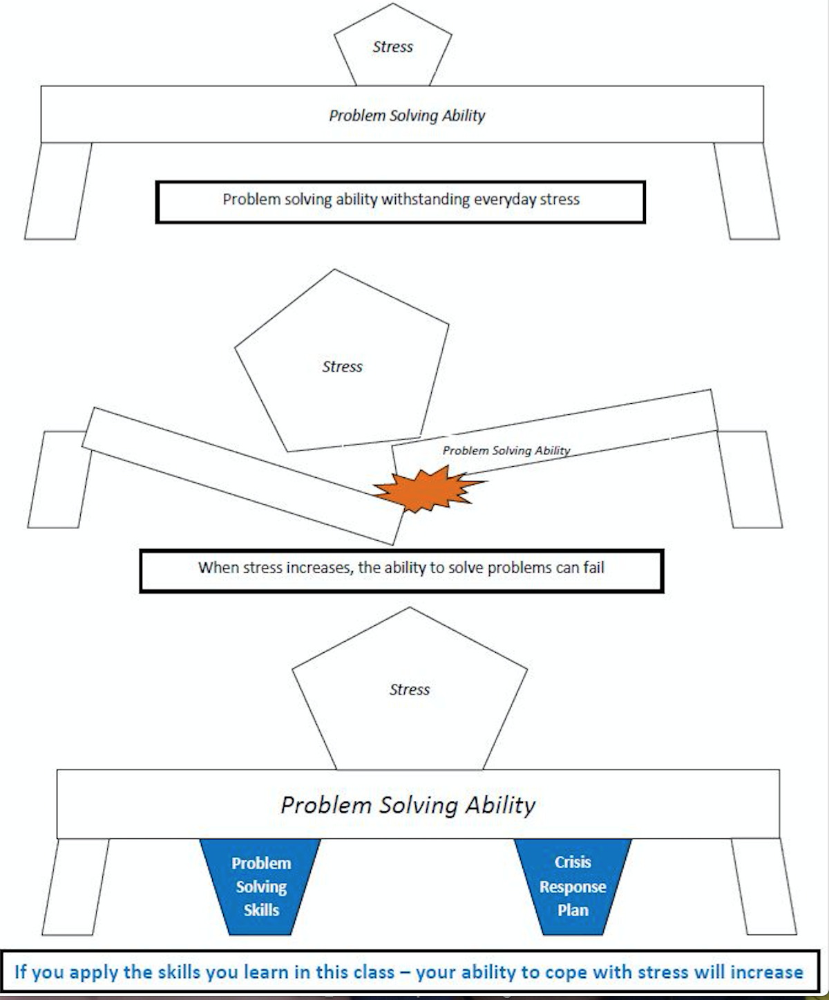 Stress
Problem Solving Ability
Problem solving ability withstanding everyday stress
Stress
Problem Solving Ability
When stress increases, the ability to solve problems can fail
Stress
Problem Solving Ability
Problem
Solving
Skills
Crisis
Response
Plan
If you apply the skills you learn in this class – your ability to cope with stress will increase